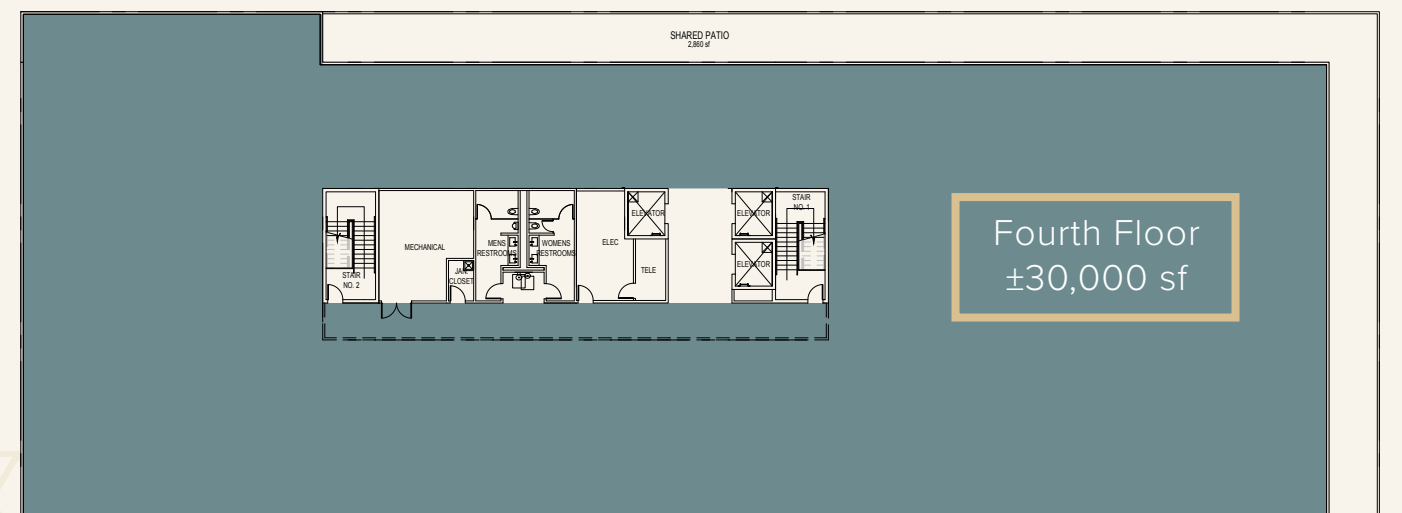 SHARED PATIO
2,860 sf
STAIR
NO. 1
ELEVATOR
ELEVATOR
Fourth Floor
±30,000 sf
MECHANICAL
MENS
RESTROOMS
WOMENS
RESTROOMS
ELEC
ELEVATOR
TELE
JAN.
CLOSET
STAIR
NO. 2
7